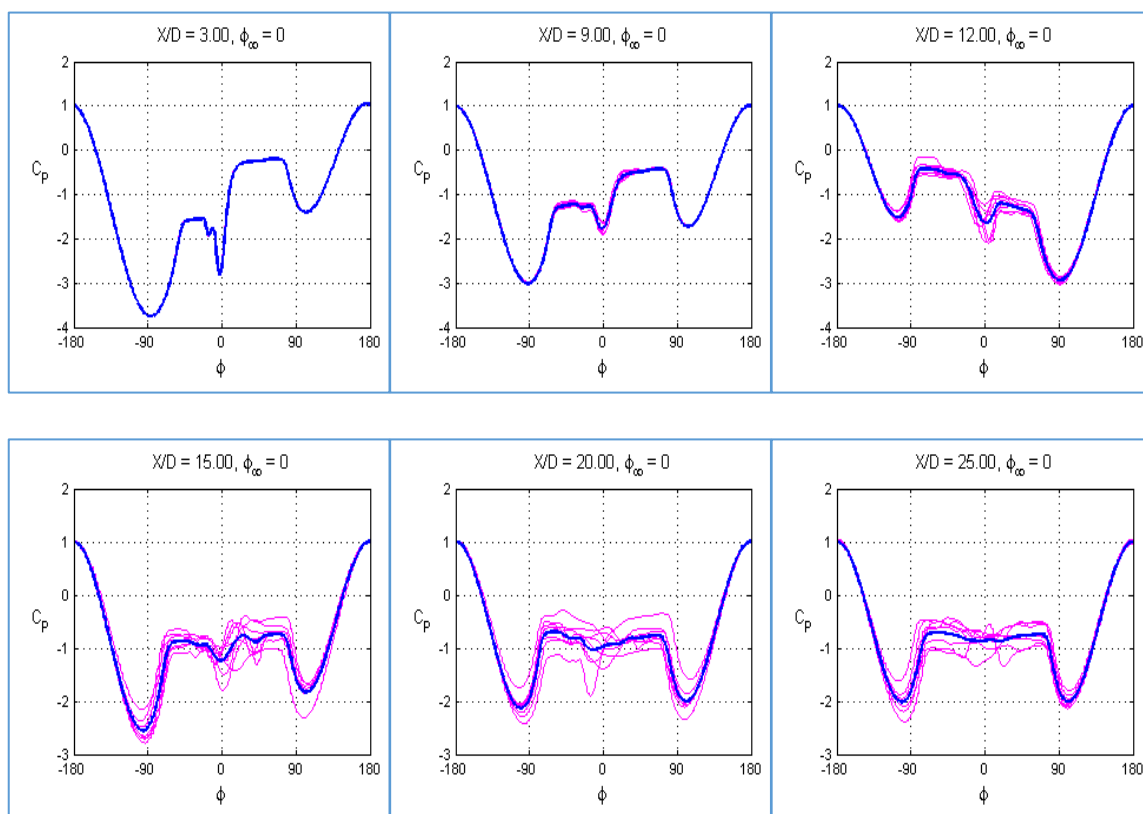 X/D = 3.00, ϕ∞ = 0
2
1
0
-1
-2
-3
-4
CP
-180 -90 0 90 180
ϕ
X/D = 9.00, ϕ∞ = 0
2
1
0
-1
-2
-3
-4
CP
-180 -90 0 90 180
ϕ
X/D = 12.00, ϕ∞ = 0
2
1
0
-1
-2
-3
-4
CP
-180 -90 0 90 180
ϕ
X/D = 15.00, ϕ∞ = 0
2
1
0
-1
-2
-3
CP
-180 -90 0 90 180
ϕ
X/D = 20.00, ϕ∞ = 0
2
1
0
-1
-2
-3
CP
-180 -90 0 90 180
ϕ
X/D = 25.00, ϕ∞ = 0
2
1
0
-1
-2
-3
CP
-180 -90 0 90 180
ϕ